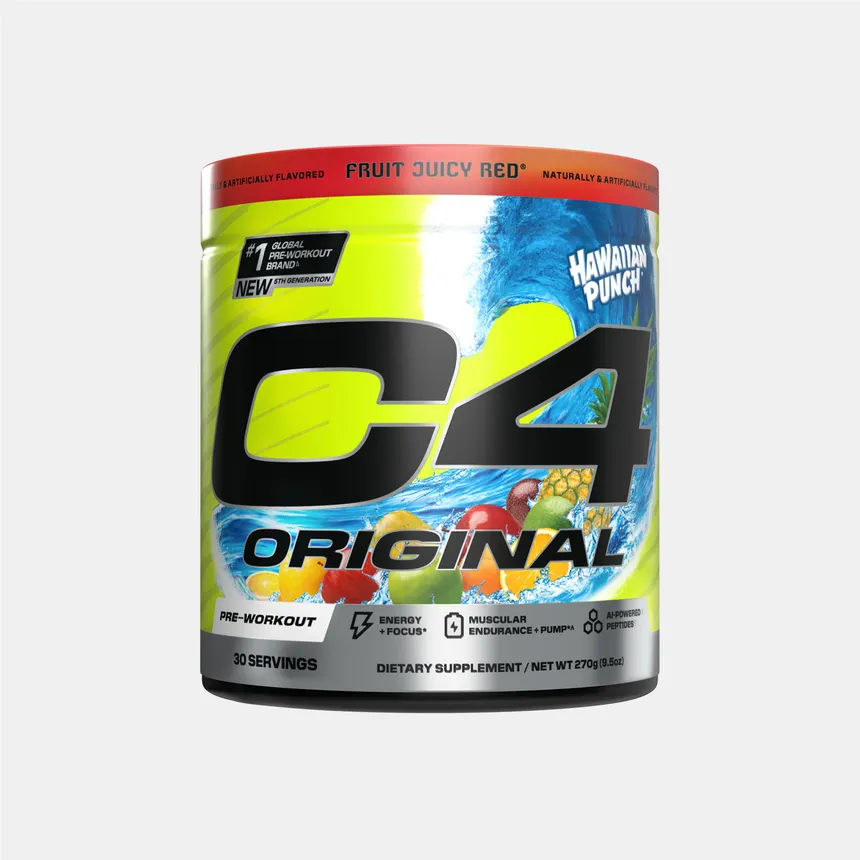 NATURALLY & ARTIFICIALLY FLAVORED
FRUIT JUICY RED®
NATURALLY & ARTIFICIALLY
#1 GLOBAL
PRE-WORKOUT
BRAND
NEW 5TH GENERATION
HAWAIIAN
PUNCH
C4
ORIGINAL
PRE-WORKOUT
ENERGY
+ FOCUS*
MUSCULAR
ENDURANCE + PUMP*^
AI-POWERED
PEPTIDES
30 SERVINGS
DIETARY SUPPLEMENT / NET WT 270g (9.5oz)